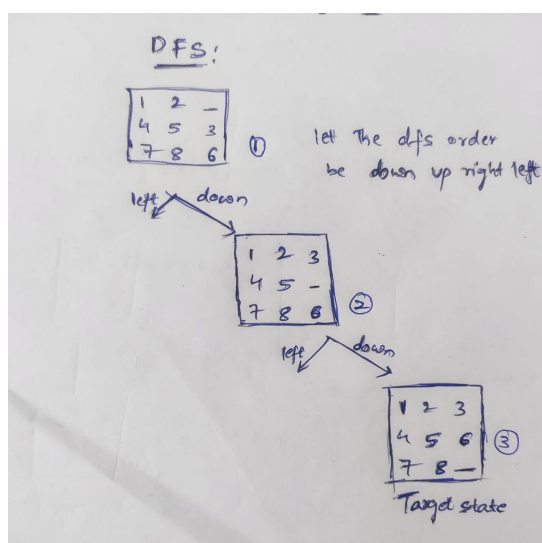 DFS:
1 2 _
4 5 3
7 8 6
①
let the dfs order
be down up right left
left down
1 2 3
4 5 _
7 8 6
②
left down
1 2 3
4 5 6
7 8 _
③
Target state